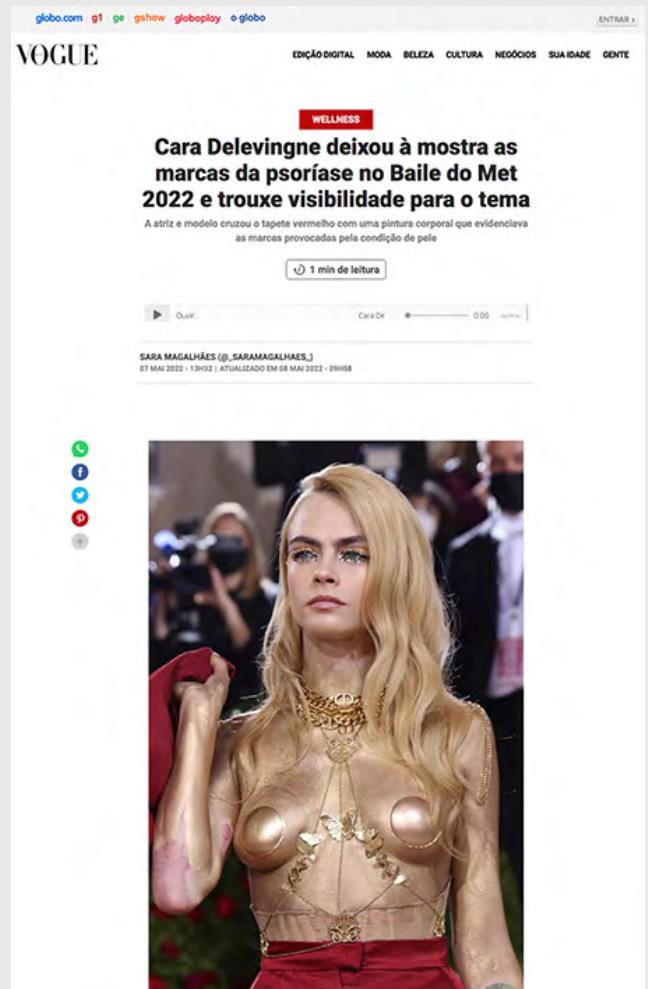 globo.com g1 ge gshow globoplay o globo
ENTRAR >
VOGUE
EDIÇÃO DIGITAL MODA BELEZA CULTURA NEGÓCIOS SUA IDADE GENTE
WELLNESS
Cara Delevingne deixou à mostra as
marcas da psoríase no Baile do Met
2022 e trouxe visibilidade para o tema
A atriz e modelo cruzou o tapete vermelho com uma pintura corporal que evidenciava
as marcas provocadas pela condição de pele
1 min de leitura
Ouvir: Cara De 0:00
SARA MAGALHÃES (@_SARAMAGALHAES_)
07 MAI 2022 - 13H32 | ATUALIZADO EM 08 MAI 2022 - 09H58